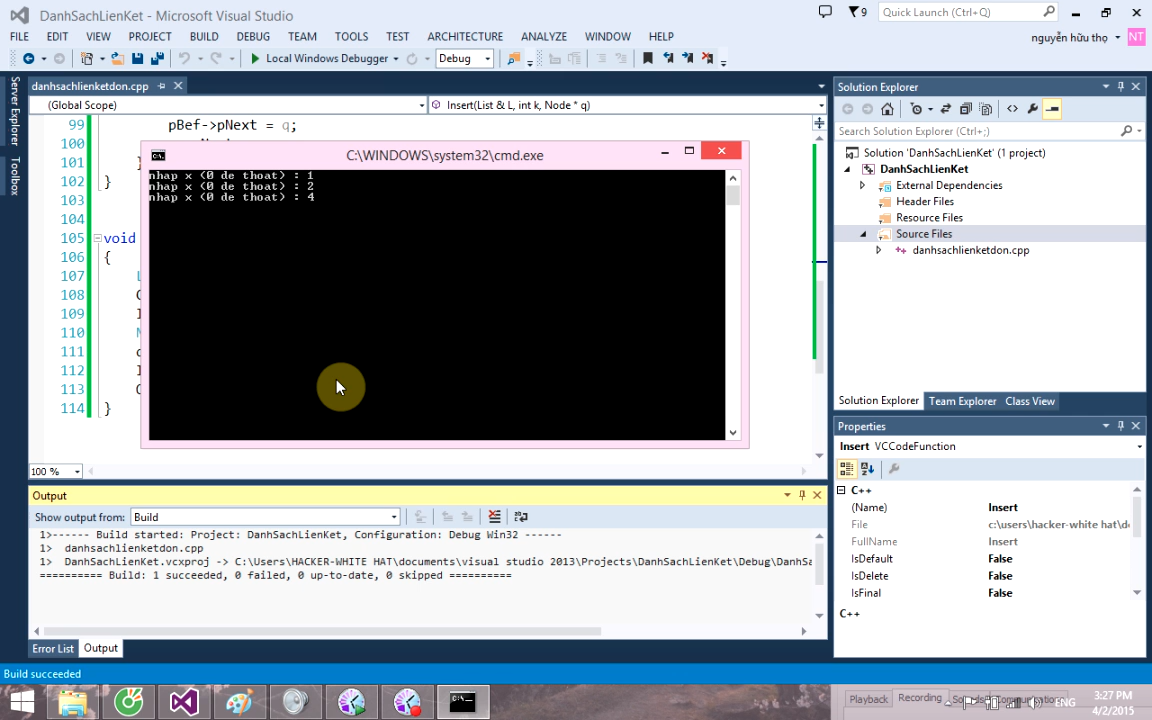 DanhSachLienKet - Microsoft Visual Studio
9
Quick Launch (Ctrl+Q)
FILE EDIT VIEW PROJECT BUILD DEBUG TEAM TOOLS TEST ARCHITECTURE ANALYZE WINDOW HELP
nguyễn hữu thọ NT
Local Windows Debugger Debug
Server Explorer
Toolbox
danhsachlienketdon.cpp
(Global Scope) Insert(List & L, int k, Node * q)
99 pBef->pNext = q;
100
101
102 }
103
104
105 void
106 {
107
108
109
110
111
112
113
114 }
C:\WINDOWS\system32\cmd.exe
nhap x (0 de thoat) : 1
nhap x (0 de thoat) : 2
nhap x (0 de thoat) : 4
100 %
Output
Show output from: Build
1>------ Build started: Project: DanhSachLienKet, Configuration: Debug Win32 ------
1> danhsachlienketdon.cpp
1> DanhSachLienKet.vcxproj -> C:\Users\HACKER-WHITE HAT\documents\visual studio 2013\Projects\DanhSachLienKet\Debug\DanhSa
========== Build: 1 succeeded, 0 failed, 0 up-to-date, 0 skipped ==========
Error List Output
Solution Explorer
Search Solution Explorer (Ctrl+;)
Solution 'DanhSachLienKet' (1 project)
DanhSachLienKet
External Dependencies
Header Files
Resource Files
Source Files
danhsachlienketdon.cpp
Solution Explorer Team Explorer Class View
Properties
Insert VCCodeFunction
C++
(Name) Insert
File c:\users\hacker-white hat\do
FullName Insert
IsDefault False
IsDelete False
IsFinal False
C++
Build succeeded
Playback Recording
ENG
3:27 PM
4/2/2015